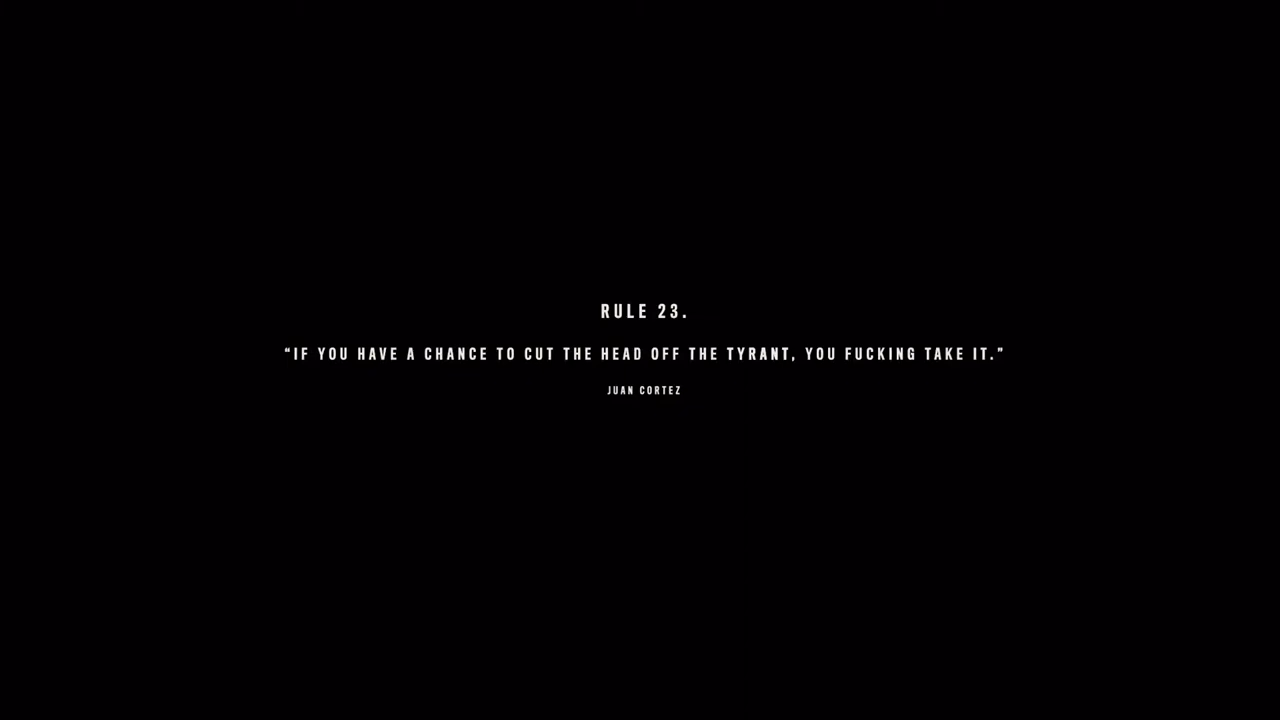 RULE 23.
“IF YOU HAVE A CHANCE TO CUT THE HEAD OFF THE TYRANT, YOU FUCKING TAKE IT.”
JUAN CORTEZ